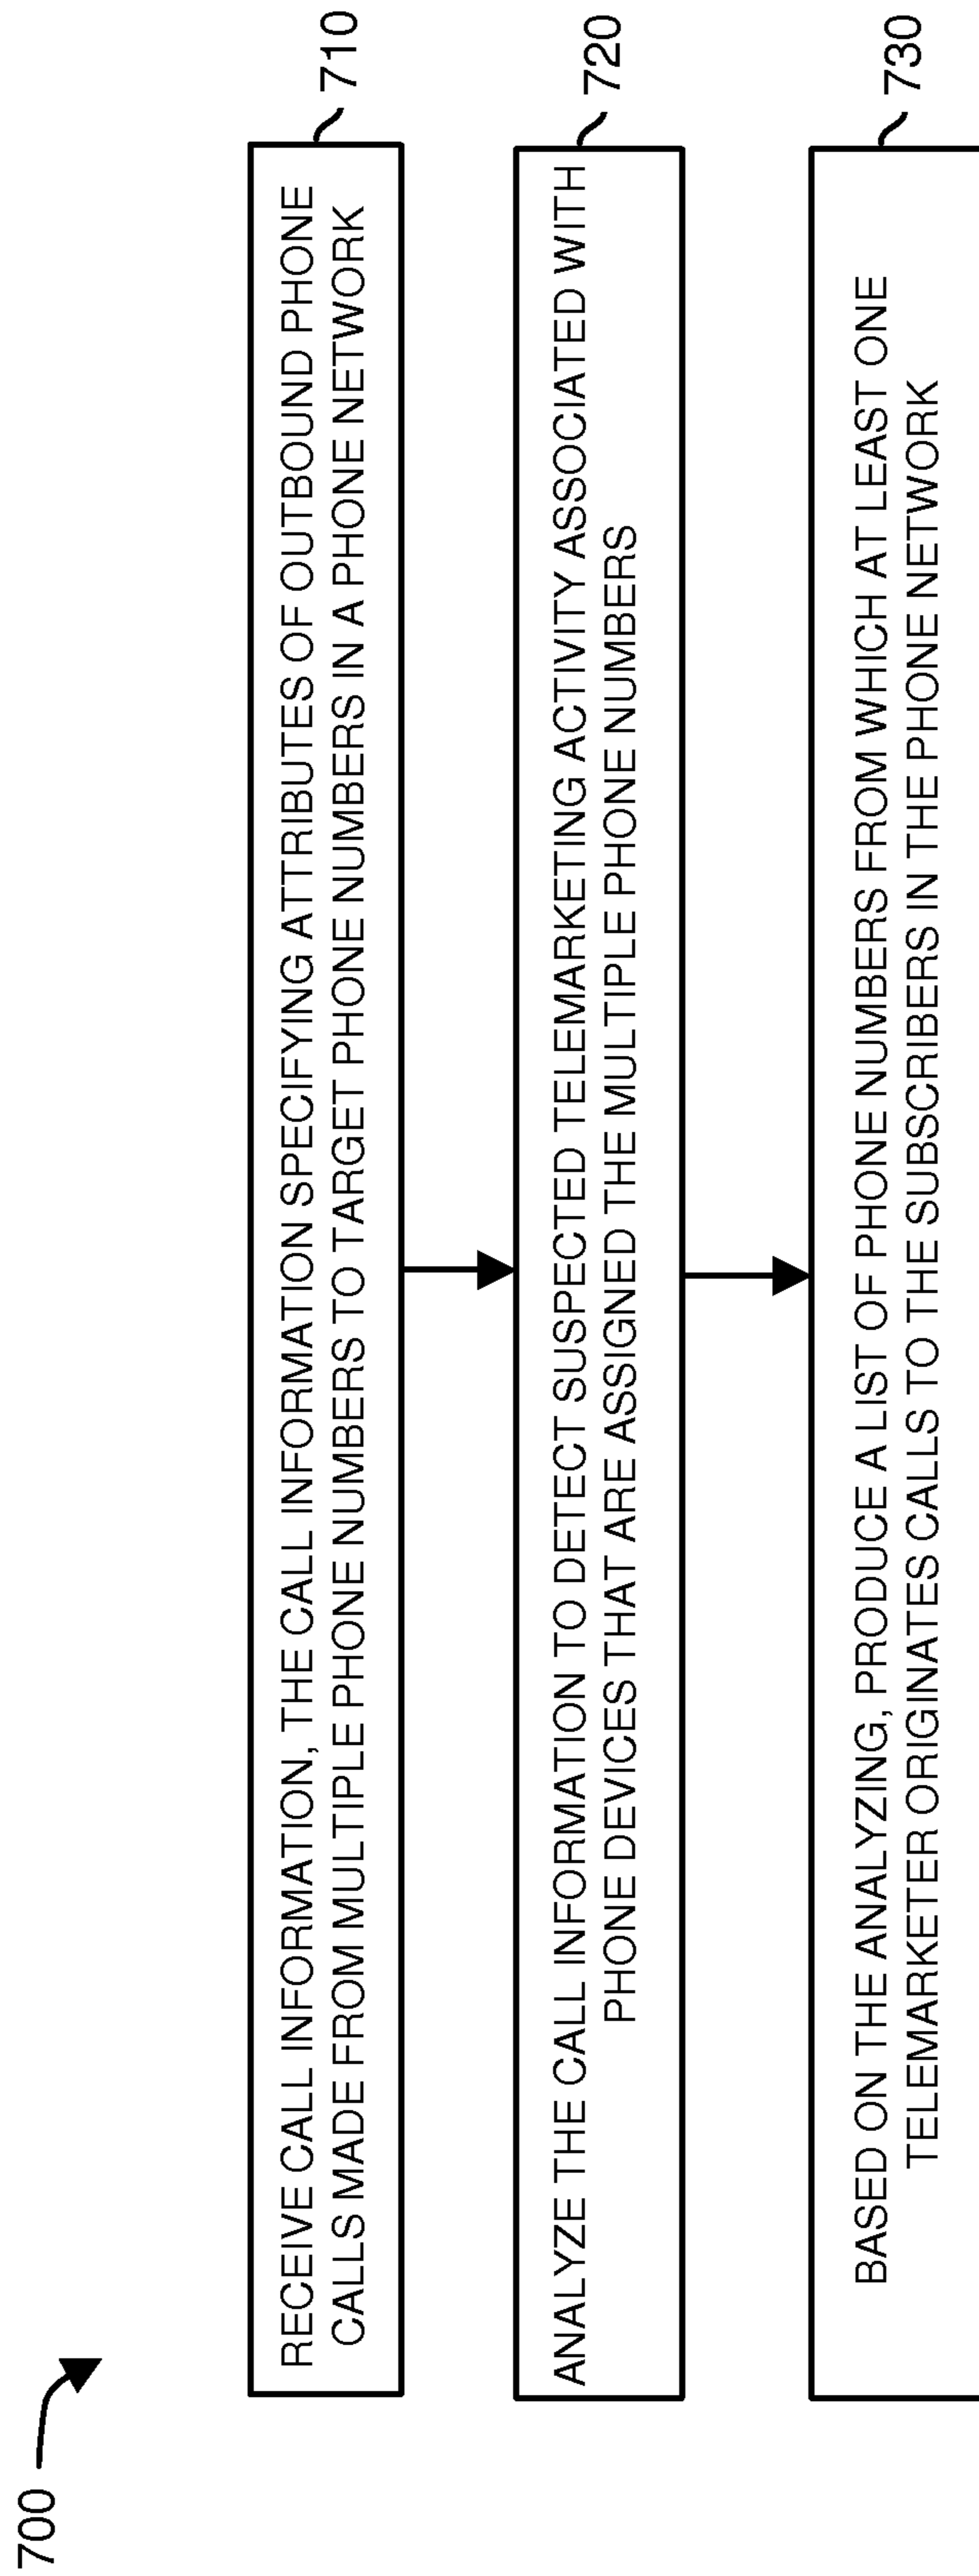 700
RECEIVE CALL INFORMATION, THE CALL INFORMATION SPECIFYING ATTRIBUTES OF OUTBOUND PHONE
CALLS MADE FROM MULTIPLE PHONE NUMBERS TO TARGET PHONE NUMBERS IN A PHONE NETWORK
710
ANALYZE THE CALL INFORMATION TO DETECT SUSPECTED TELEMARKETING ACTIVITY ASSOCIATED WITH
PHONE DEVICES THAT ARE ASSIGNED THE MULTIPLE PHONE NUMBERS
720
BASED ON THE ANALYZING, PRODUCE A LIST OF PHONE NUMBERS FROM WHICH AT LEAST ONE
TELEMARKETER ORIGINATES CALLS TO THE SUBSCRIBERS IN THE PHONE NETWORK
730